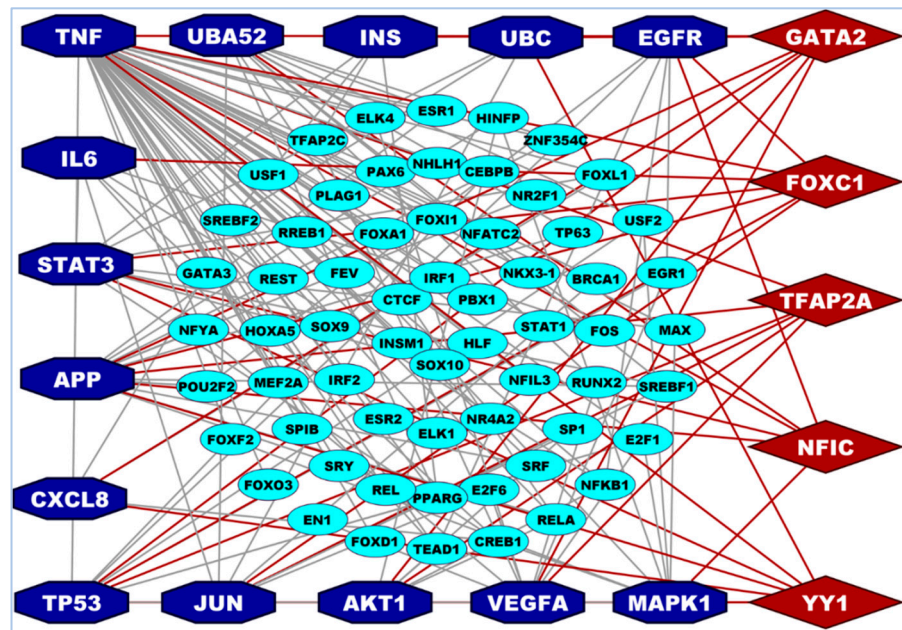 TNF UBA52 INS UBC EGFR GATA2
ELK4 ESR1 HINFP
TFAP2C ZNF354C
IL6 USF1 PAX6 NHLH1 CEBPB FOXL1 FOXC1
PLAG1 NR2F1
SREBF2 RREB1 FOXA1 FOXI1 NFATC2 TP63 USF2
STAT3 GATA3 REST FEV IRF1 NKX3-1 BRCA1 EGR1
CTCF PBX1 TFAP2A
NFYA HOXA5 SOX9 INSM1 HLF STAT1 FOS MAX
SOX10
APP POU2F2 MEF2A IRF2 NFIL3 RUNX2 SREBF1
FOXF2 SPIB ESR2 ELK1 NR4A2 SP1 E2F1 NFIC
SRY SRF
CXCL8 FOXO3 REL PPARG E2F6 NFKB1
EN1 RELA
FOXD1 TEAD1 CREB1
TP53 JUN AKT1 VEGFA MAPK1 YY1